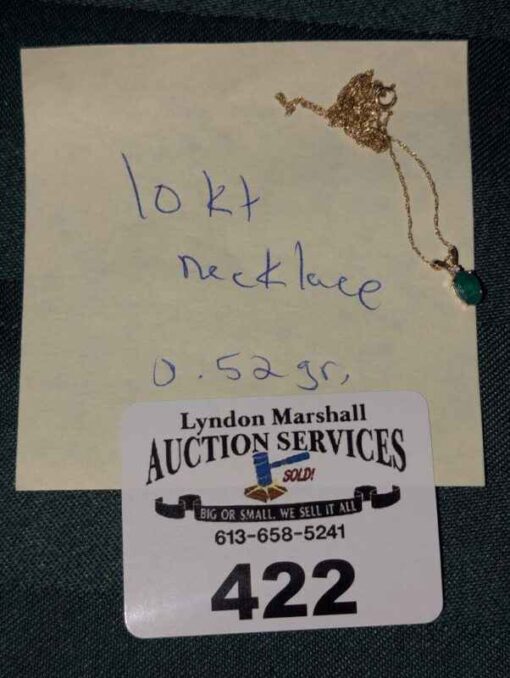 10 kt
necklace
0.52 gr.
Lyndon Marshall
AUCTION SERVICES
SOLD!
BIG OR SMALL, WE SELL IT ALL
613-658-5241
422